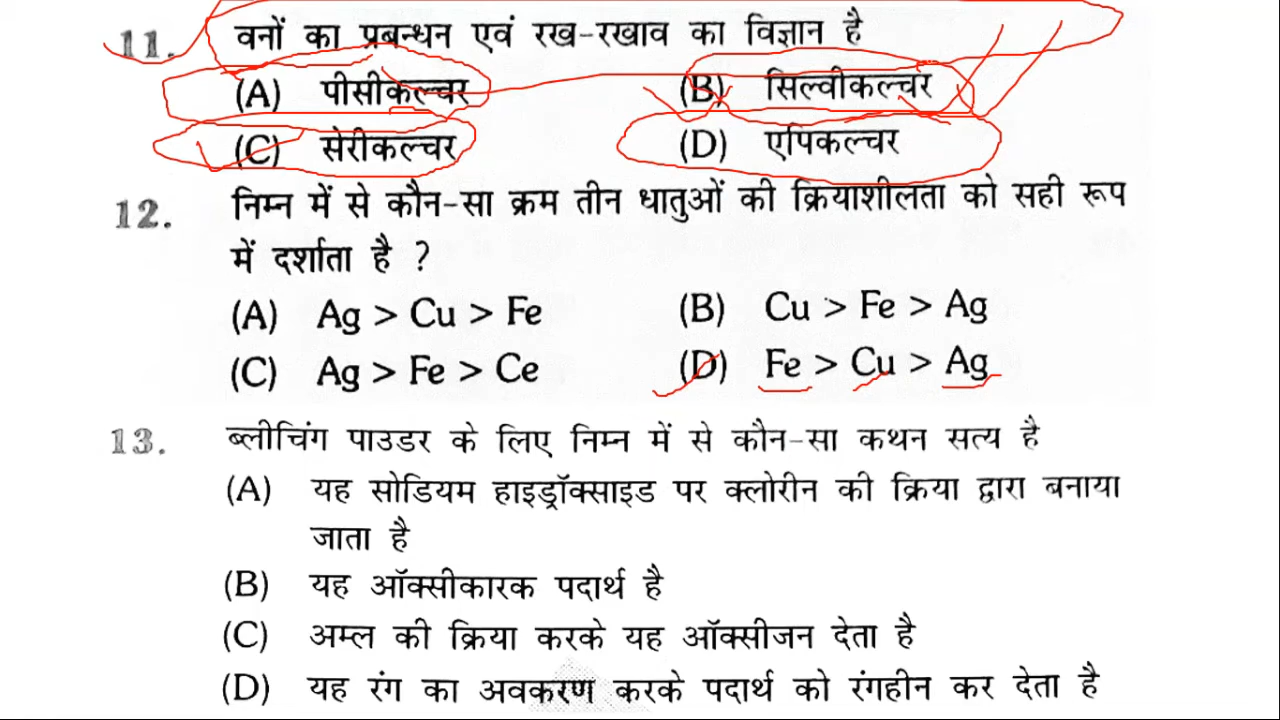 11. वनों का प्रबन्धन एवं रख-रखाव का विज्ञान है
(A) पीसीकल्चर (B) सिल्वीकल्चर
(C) सेरीकल्चर (D) एपिकल्चर
12. निम्न में से कौन-सा क्रम तीन धातुओं की क्रियाशीलता को सही रूप
में दर्शाता है ?
(A) Ag > Cu > Fe (B) Cu > Fe > Ag
(C) Ag > Fe > Ce (D) Fe > Cu > Ag
13. ब्लीचिंग पाउडर के लिए निम्न में से कौन-सा कथन सत्य है
(A) यह सोडियम हाइड्रॉक्साइड पर क्लोरीन की क्रिया द्वारा बनाया
जाता है
(B) यह ऑक्सीकारक पदार्थ है
(C) अम्ल की क्रिया करके यह ऑक्सीजन देता है
(D) यह रंग का अवकरण करके पदार्थ को रंगहीन कर देता है